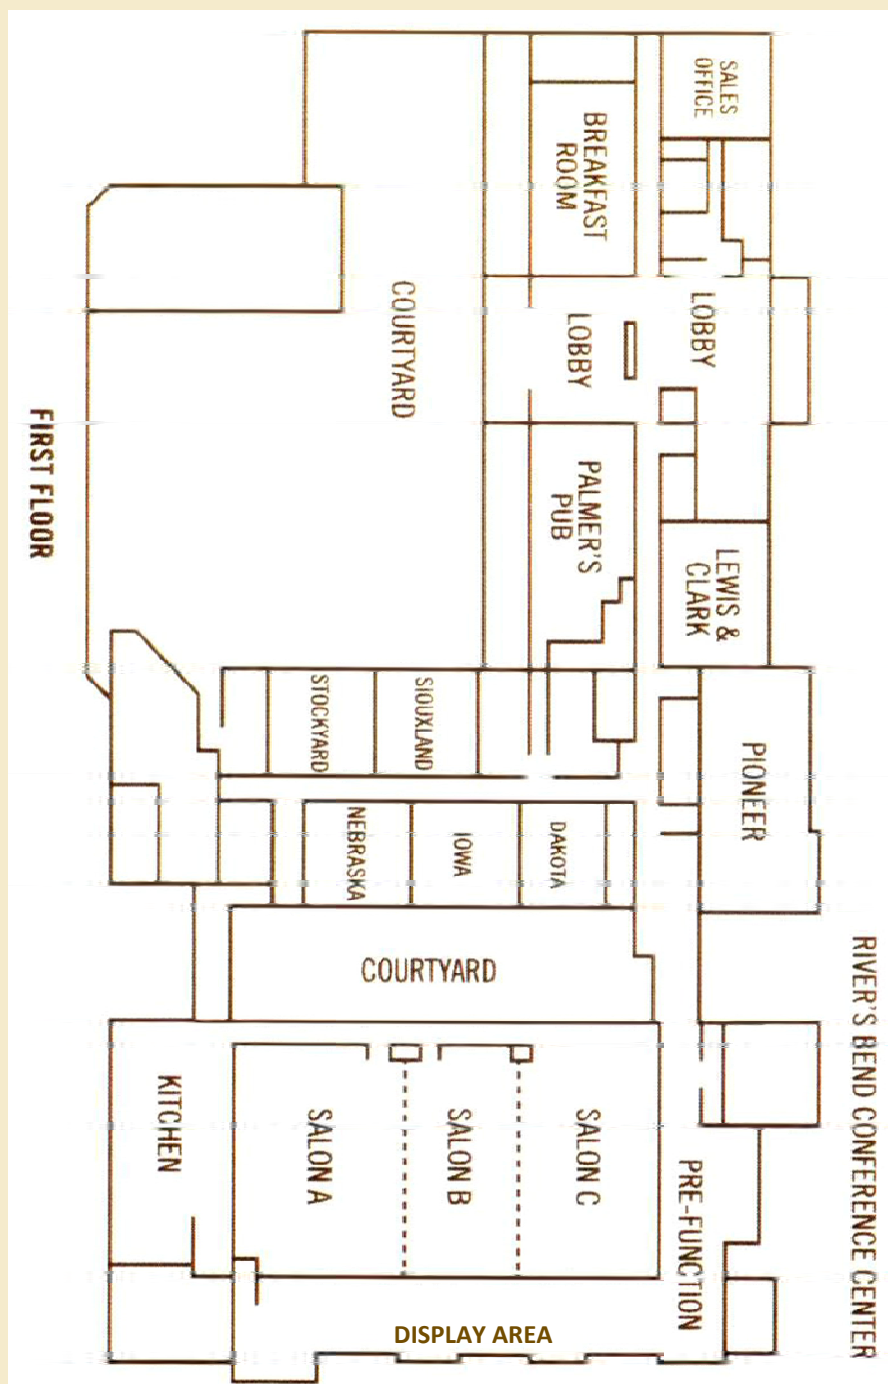 SALES
OFFICE
BREAKFAST
ROOM
LOBBY
LOBBY
COURTYARD
PALMER'S
PUB
LEWIS &
CLARK
FIRST FLOOR
STOCKYARD
SIOUXLAND
PIONEER
NEBRASKA
IOWA
DAKOTA
COURTYARD
RIVER'S BEND CONFERENCE CENTER
KITCHEN
SALON A
SALON B
SALON C
PRE-FUNCTION
DISPLAY AREA